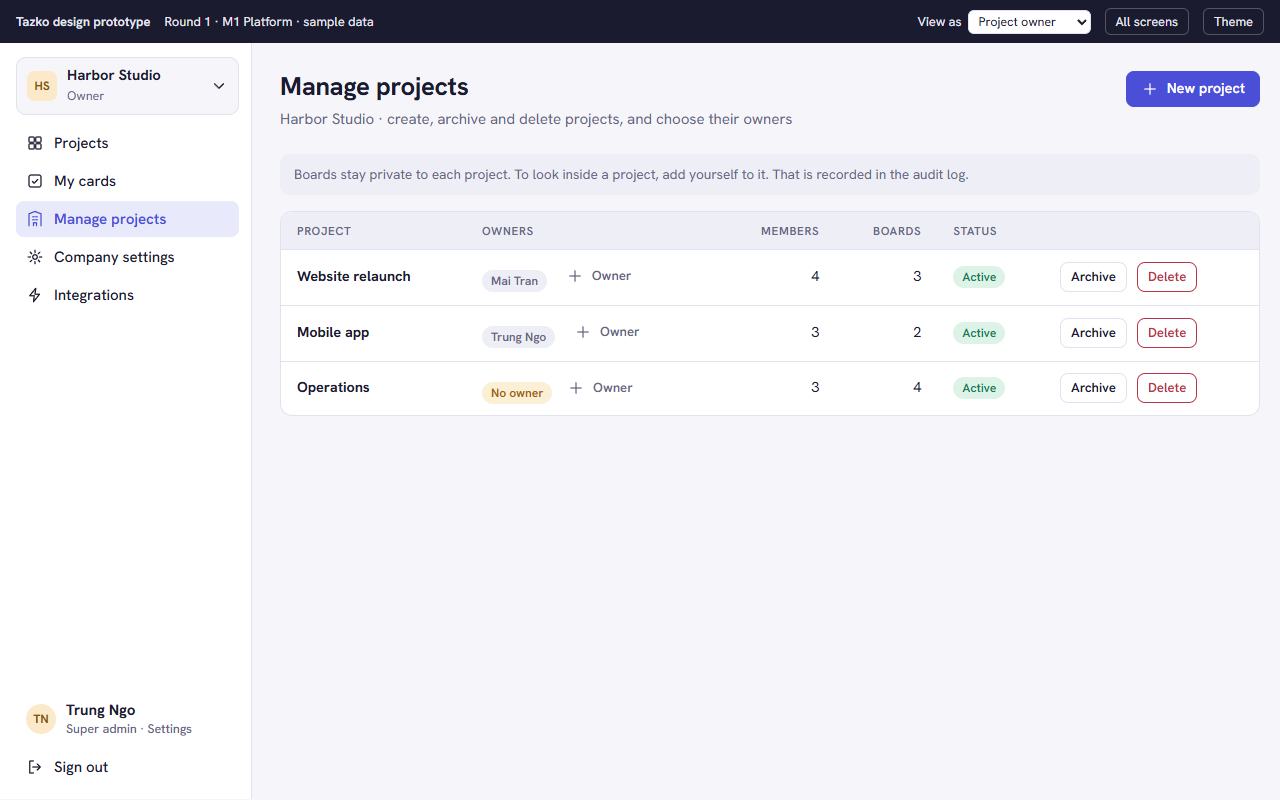 Tazko design prototype Round 1 · M1 Platform · sample data View as Project owner All screens Theme
HS Harbor Studio
Owner
Projects
My cards
Manage projects
Company settings
Integrations
TN Trung Ngo
Super admin · Settings
Sign out
Manage projects
New project
Harbor Studio · create, archive and delete projects, and choose their owners
Boards stay private to each project. To look inside a project, add yourself to it. That is recorded in the audit log.
PROJECT OWNERS MEMBERS BOARDS STATUS
Website relaunch Mai Tran + Owner 4 3 Active Archive Delete
Mobile app Trung Ngo + Owner 3 2 Active Archive Delete
Operations No owner + Owner 3 4 Active Archive Delete